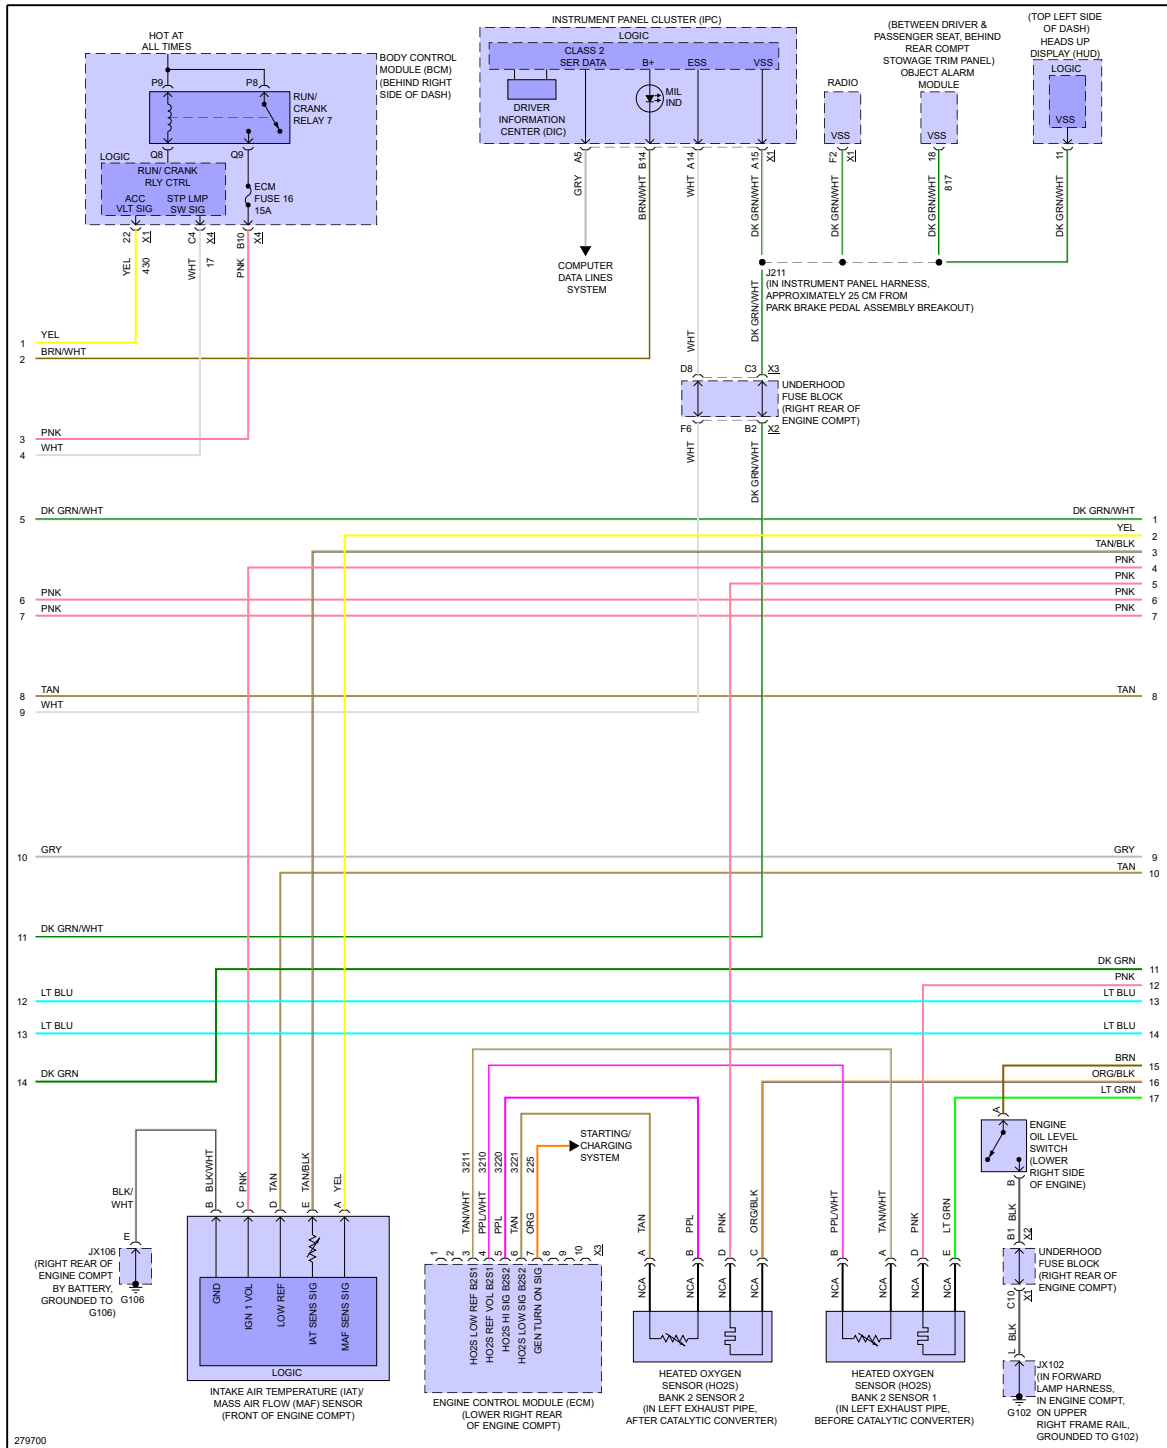 HOT AT
ALL TIMES
P9
P8
RUN/
CRANK
RELAY 7
BODY CONTROL
MODULE (BCM)
(BEHIND RIGHT
SIDE OF DASH)
Q8
Q9
LOGIC
RUN/ CRANK
RLY CTRL
ACC
VLT SIG
STP LMP
SW SIG
ECM
FUSE 16
15A
22
X1
C4
X4
B10
X4
YEL
430
WHT
17
PNK
INSTRUMENT PANEL CLUSTER (IPC)
LOGIC
CLASS 2
SER DATA
B+
ESS
VSS
DRIVER
INFORMATION
CENTER (DIC)
MIL
IND
A5
B14
A14
A15
X1
GRY
BRN/WHT
WHT
DK GRN/WHT
COMPUTER
DATA LINES
SYSTEM
RADIO
VSS
F2
X1
DK GRN/WHT
(BETWEEN DRIVER &
PASSENGER SEAT, BEHIND
REAR COMPT
STOWAGE TRIM PANEL)
OBJECT ALARM
MODULE
VSS
18
817
DK GRN/WHT
(TOP LEFT SIDE
OF DASH)
HEADS UP
DISPLAY (HUD)
LOGIC
VSS
11
DK GRN/WHT
J211
(IN INSTRUMENT PANEL HARNESS,
APPROXIMATELY 25 CM FROM
PARK BRAKE PEDAL ASSEMBLY BREAKOUT)
WHT
DK GRN/WHT
D8
C3
X3
UNDERHOOD
FUSE BLOCK
(RIGHT REAR OF
ENGINE COMPT)
F6
B2
X2
WHT
DK GRN/WHT
1 YEL
2 BRN/WHT
3 PNK
4 WHT
5 DK GRN/WHT
DK GRN/WHT 1
YEL 2
TAN/BLK 3
PNK 4
PNK 5
6 PNK
PNK 6
7 PNK
PNK 7
8 TAN
TAN 8
9 WHT
10 GRY
GRY 9
TAN 10
11 DK GRN/WHT
DK GRN 11
PNK 12
12 LT BLU
LT BLU 13
13 LT BLU
LT BLU 14
14 DK GRN
BRN 15
ORG/BLK 16
LT GRN 17
BLK/
WHT
E
JX106
(RIGHT REAR OF
ENGINE COMPT
BY BATTERY,
GROUNDED TO
G106)
G106
BLK/WHT
PNK
TAN
TAN/BLK
YEL
B
C
D
E
A
GND
IGN 1 VOL
LOW REF
IAT SENS SIG
MAF SENS SIG
LOGIC
INTAKE AIR TEMPERATURE (IAT)/
MASS AIR FLOW (MAF) SENSOR
(FRONT OF ENGINE COMPT)
STARTING/
CHARGING
SYSTEM
3211
3210
3220
3221
225
TAN/WHT
PPL/WHT
PPL
TAN
ORG
1
2
3
4
5
6
7
8
9
10
X3
HO2S LOW REF B2S1
HO2S REF VOL B2S1
HO2S HI SIG B2S2
HO2S LOW SIG B2S2
GEN TURN ON SIG
ENGINE CONTROL MODULE (ECM)
(LOWER RIGHT REAR
OF ENGINE COMPT)
TAN
PPL
PNK
ORG/BLK
A
B
D
C
NCA
NCA
NCA
NCA
HEATED OXYGEN
SENSOR (HO2S)
BANK 2 SENSOR 2
(IN LEFT EXHAUST PIPE,
AFTER CATALYTIC CONVERTER)
PPL/WHT
TAN/WHT
PNK
LT GRN
B
A
D
E
NCA
NCA
NCA
NCA
HEATED OXYGEN
SENSOR (HO2S)
BANK 2 SENSOR 1
(IN LEFT EXHAUST PIPE,
BEFORE CATALYTIC CONVERTER)
A
ENGINE
OIL LEVEL
SWITCH
(LOWER
RIGHT SIDE
OF ENGINE)
B
BLK
B1
X2
UNDERHOOD
FUSE BLOCK
(RIGHT REAR OF
ENGINE COMPT)
C10
X1
BLK
L
JX102
(IN FORWARD
LAMP HARNESS,
IN ENGINE COMPT,
ON UPPER
RIGHT FRAME RAIL,
GROUNDED TO G102)
G102
279700